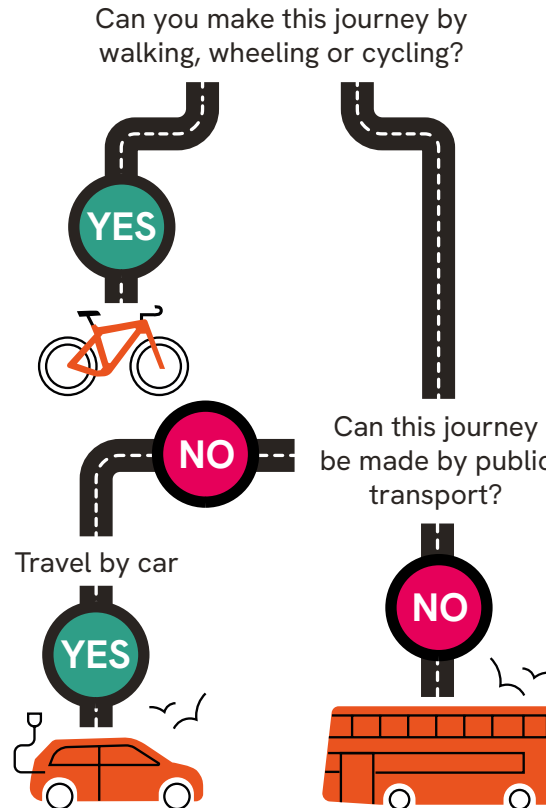 Can you make this journey by
walking, wheeling or cycling?
YES
NO
Can this journey
be made by public
transport?
Travel by car
YES
NO